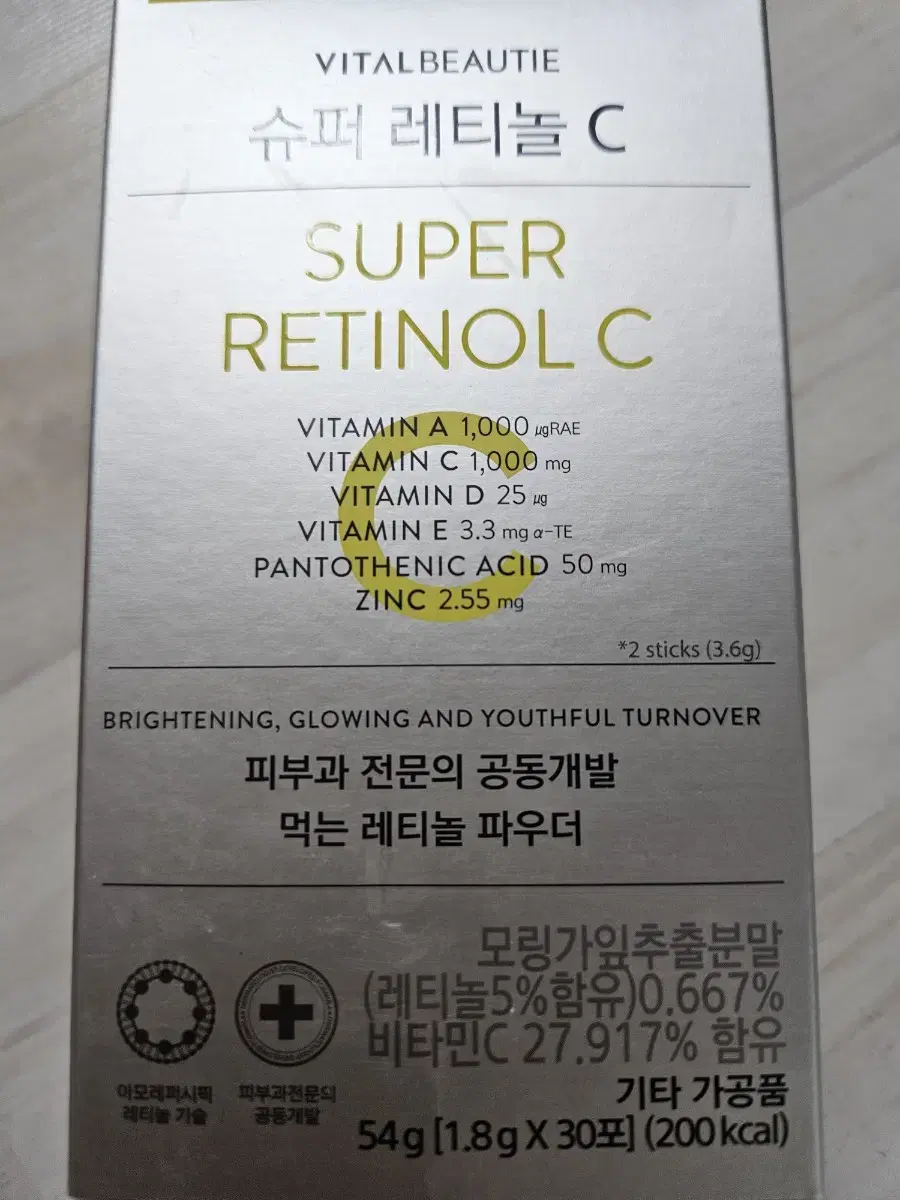 VITALBEAUTIE
슈퍼 레티놀 C
SUPER
RETINOL C
VITAMIN A 1,000 μgRAE
VITAMIN C 1,000 mg
VITAMIN D 25 μg
VITAMIN E 3.3 mg α-TE
PANTOTHENIC ACID 50 mg
ZINC 2.55 mg
*2 sticks (3.6g)
BRIGHTENING, GLOWING AND YOUTHFUL TURNOVER
피부과 전문의 공동개발
먹는 레티놀 파우더
모링가잎추출분말
(레티놀5%함유)0.667%
비타민C 27.917% 함유
기타 가공품
54g [1.8g X 30포] (200kcal)
아모레퍼시픽
레티놀 기술
피부과전문의
공동개발